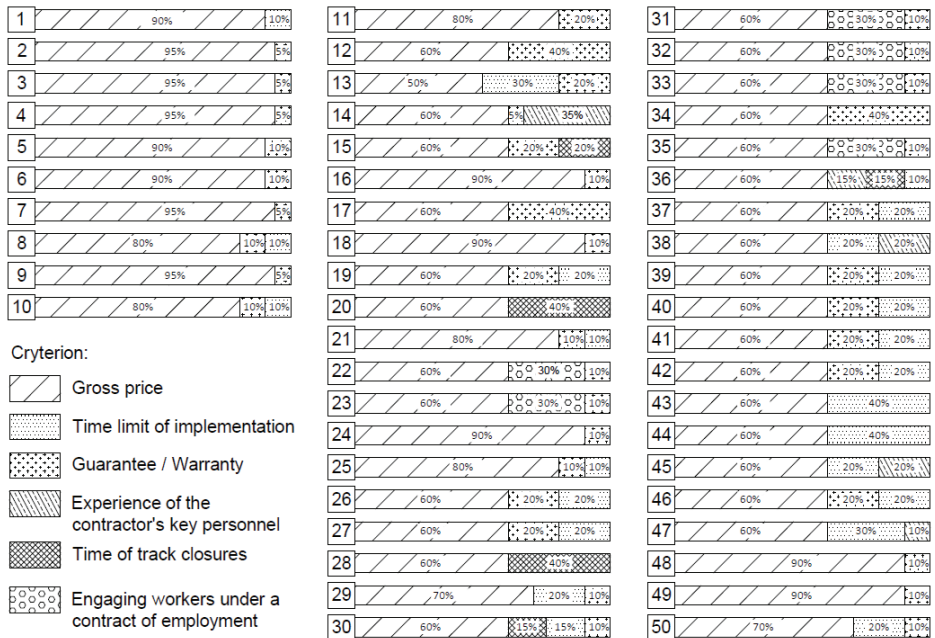 1 90% 10%
2 95% 5%
3 95% 5%
4 95% 5%
5 90% 10%
6 90% 10%
7 95% 5%
8 80% 10% 10%
9 95% 5%
10 80% 10% 10%
Cryterion:
Gross price
Time limit of implementation
Guarantee / Warranty
Experience of the
contractor's key personnel
Time of track closures
Engaging workers under a
contract of employment
11 80% 20%
12 60% 40%
13 50% 30% 20%
14 60% 5% 35%
15 60% 20% 20%
16 90% 10%
17 60% 40%
18 90% 10%
19 60% 20% 20%
20 60% 40%
21 80% 10% 10%
22 60% 30% 10%
23 60% 30% 10%
24 90% 10%
25 80% 10% 10%
26 60% 20% 20%
27 60% 20% 20%
28 60% 40%
29 70% 20% 10%
30 60% 15% 15% 10%
31 60% 30% 10%
32 60% 30% 10%
33 60% 30% 10%
34 60% 40%
35 60% 30% 10%
36 60% 15% 15% 10%
37 60% 20% 20%
38 60% 20% 20%
39 60% 20% 20%
40 60% 20% 20%
41 60% 20% 20%
42 60% 20% 20%
43 60% 40%
44 60% 40%
45 60% 20% 20%
46 60% 20% 20%
47 60% 30% 10%
48 90% 10%
49 90% 10%
50 70% 20% 10%